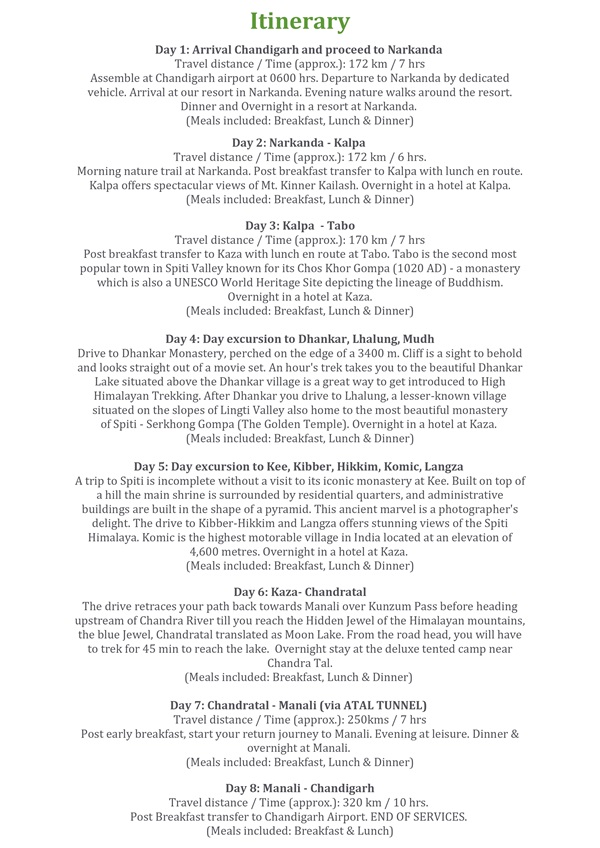 Itinerary
Day 1: Arrival Chandigarh and proceed to Narkanda
Travel distance / Time (approx.): 172 km / 7 hrs
Assemble at Chandigarh airport at 0600 hrs. Departure to Narkanda by dedicated
vehicle. Arrival at our resort in Narkanda. Evening nature walks around the resort.
Dinner and Overnight in a resort at Narkanda.
(Meals included: Breakfast, Lunch & Dinner)
Day 2: Narkanda - Kalpa
Travel distance / Time (approx.): 172 km / 6 hrs.
Morning nature trail at Narkanda. Post breakfast transfer to Kalpa with lunch en route.
Kalpa offers spectacular views of Mt. Kinner Kailash. Overnight in a hotel at Kalpa.
(Meals included: Breakfast, Lunch & Dinner)
Day 3: Kalpa - Tabo
Travel distance / Time (approx.): 170 km / 7 hrs
Post breakfast transfer to Kaza with lunch en route at Tabo. Tabo is the second most
popular town in Spiti Valley known for its Chos Khor Gompa (1020 AD) - a monastery
which is also a UNESCO World Heritage Site depicting the lineage of Buddhism.
Overnight in a hotel at Kaza.
(Meals included: Breakfast, Lunch & Dinner)
Day 4: Day excursion to Dhankar, Lhalung, Mudh
Drive to Dhankar Monastery, perched on the edge of a 3400 m. Cliff is a sight to behold
and looks straight out of a movie set. An hour's trek takes you to the beautiful Dhankar
Lake situated above the Dhankar village is a great way to get introduced to High
Himalayan Trekking. After Dhankar you drive to Lhalung, a lesser-known village
situated on the slopes of Lingti Valley also home to the most beautiful monastery
of Spiti - Serkhong Gompa (The Golden Temple). Overnight in a hotel at Kaza.
(Meals included: Breakfast, Lunch & Dinner)
Day 5: Day excursion to Kee, Kibber, Hikkim, Komic, Langza
A trip to Spiti is incomplete without a visit to its iconic monastery at Kee. Built on top of
a hill the main shrine is surrounded by residential quarters, and administrative
buildings are built in the shape of a pyramid. This ancient marvel is a photographer's
delight. The drive to Kibber-Hikkim and Langza offers stunning views of the Spiti
Himalaya. Komic is the highest motorable village in India located at an elevation of
4,600 metres. Overnight in a hotel at Kaza.
(Meals included: Breakfast, Lunch & Dinner)
Day 6: Kaza- Chandratal
The drive retraces your path back towards Manali over Kunzum Pass before heading
upstream of Chandra River till you reach the Hidden Jewel of the Himalayan mountains,
the blue Jewel, Chandratal translated as Moon Lake. From the road head, you will have
to trek for 45 min to reach the lake. Overnight stay at the deluxe tented camp near
Chandra Tal.
(Meals included: Breakfast, Lunch & Dinner)
Day 7: Chandratal - Manali (via ATAL TUNNEL)
Travel distance / Time (approx.): 250kms / 7 hrs
Post early breakfast, start your return journey to Manali. Evening at leisure. Dinner &
overnight at Manali.
(Meals included: Breakfast, Lunch & Dinner)
Day 8: Manali - Chandigarh
Travel distance / Time (approx.): 320 km / 10 hrs.
Post Breakfast transfer to Chandigarh Airport. END OF SERVICES.
(Meals included: Breakfast & Lunch)